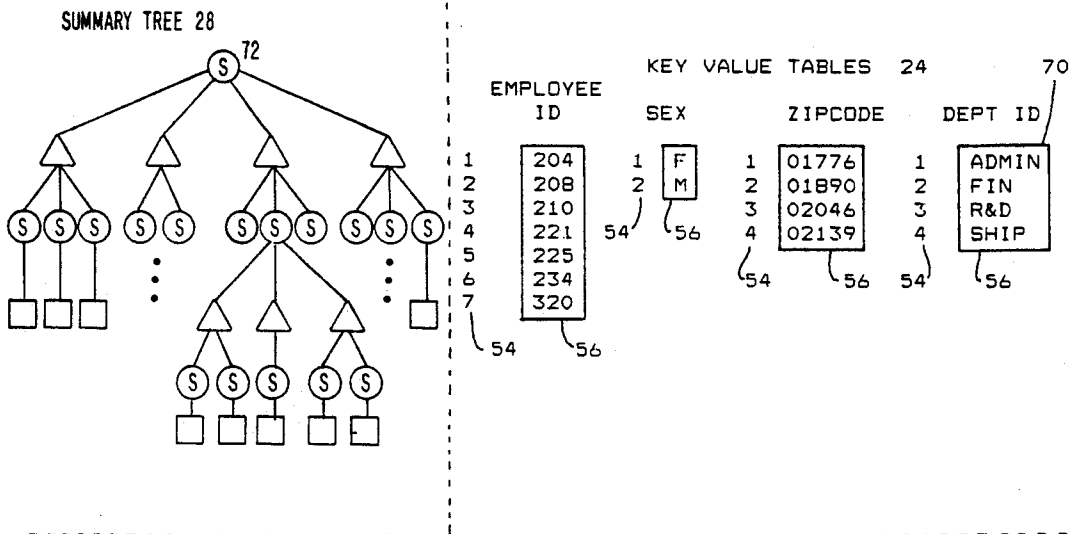 SUMMARY TREE 28
72
S
S S S S S S S S S S S
S S S S S
KEY VALUE TABLES 24 70
EMPLOYEE
ID SEX ZIPCODE DEPT ID
1 204 1 F 1 01776 1 ADMIN
2 208 2 M 2 01890 2 FIN
3 210 3 02046 3 R&D
4 221 54 56 4 02139 4 SHIP
5 225
6 234 54 56 54 56
7 320
54 56